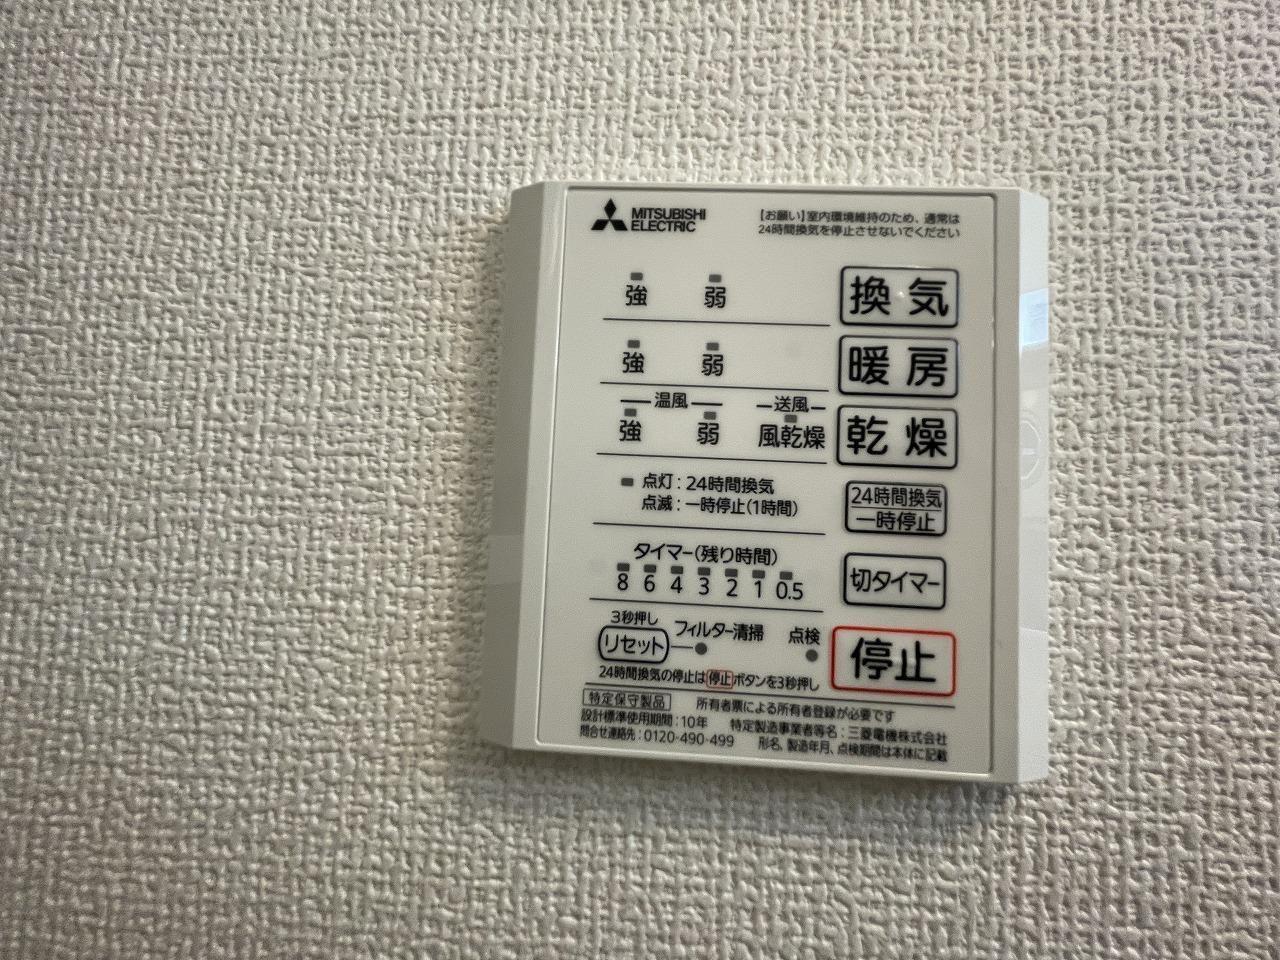 MITSUBISHI
ELECTRIC
【お願い】室内環境維持のため、通常は
24時間換気を停止させないでください
強 弱 換気
強 弱 暖房
温風 送風
強 弱 風乾燥 乾燥
点灯:24時間換気
点滅:一時停止(1時間)
24時間換気
一時停止
タイマー(残り時間)
8 6 4 3 2 1 0.5
切タイマー
3秒押し
リセット フィルター清掃 点検
停止
24時間換気の停止は停止ボタンを3秒押し
特定保守製品 所有者票による所有者登録が必要です
設計標準使用期間:10年 特定製造事業者等名:三菱電機株式会社
問合せ連絡先:0120-490-499 形名、製造年月、点検期間は本体に記載